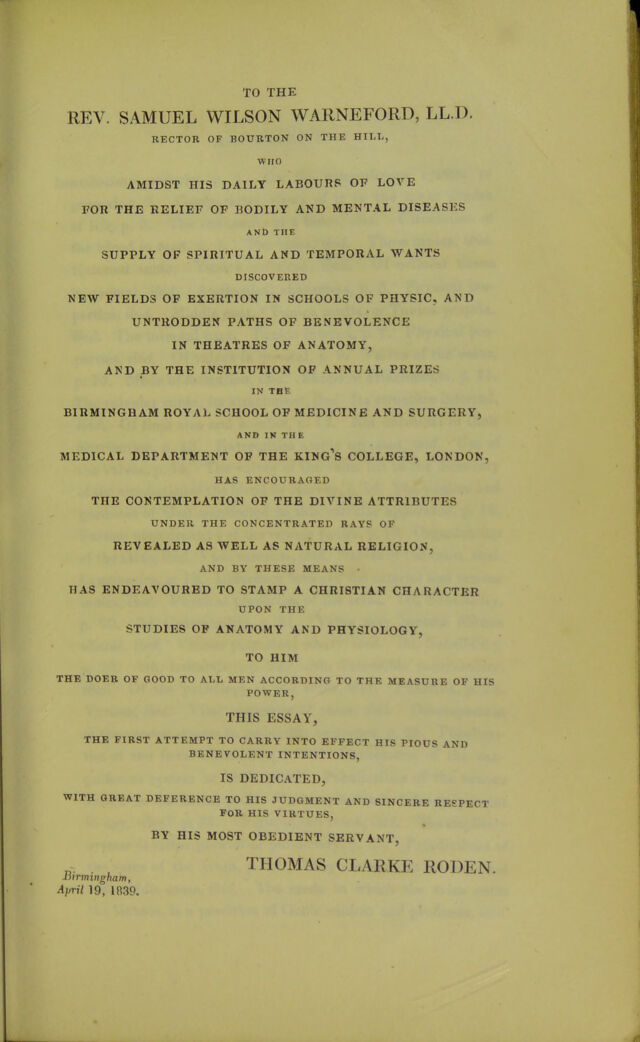 TO THE
REV. SAMUEL WILSON WARNEFORD, LL.D.
RECTOR OF BOURTON ON THE HILL,
WHO
AMIDST HIS DAILY LABOURS OF LOVE
FOR THE RELIEF OF BODILY AND MENTAL DISEASES
AND THE
SUPPLY OF SPIRITUAL AND TEMPORAL WANTS
DISCOVERED
NEW FIELDS OF EXERTION IN SCHOOLS OF PHYSIC, AND
UNTRODDEN PATHS OF BENEVOLENCE
IN THEATRES OF ANATOMY,
AND BY THE INSTITUTION OF ANNUAL PRIZES
IN THE
BIRMINGHAM ROYAL SCHOOL OF MEDICINE AND SURGERY,
AND IN THE
MEDICAL DEPARTMENT OF THE KING'S COLLEGE, LONDON,
HAS ENCOURAGED
THE CONTEMPLATION OF THE DIVINE ATTRIBUTES
UNDER THE CONCENTRATED RAYS OF
REVEALED AS WELL AS NATURAL RELIGION,
AND BY THESE MEANS
HAS ENDEAVOURED TO STAMP A CHRISTIAN CHARACTER
UPON THE
STUDIES OF ANATOMY AND PHYSIOLOGY,
TO HIM
THE DOER OF GOOD TO ALL MEN ACCORDING TO THE MEASURE OF HIS
POWER,
THIS ESSAY,
THE FIRST ATTEMPT TO CARRY INTO EFFECT HIS PIOUS AND
BENEVOLENT INTENTIONS,
IS DEDICATED,
WITH GREAT DEFERENCE TO HIS JUDGMENT AND SINCERE RESPECT
FOR HIS VIRTUES,
BY HIS MOST OBEDIENT SERVANT,
THOMAS CLARKE RODEN.
Birmingham,
April 19, 1839.